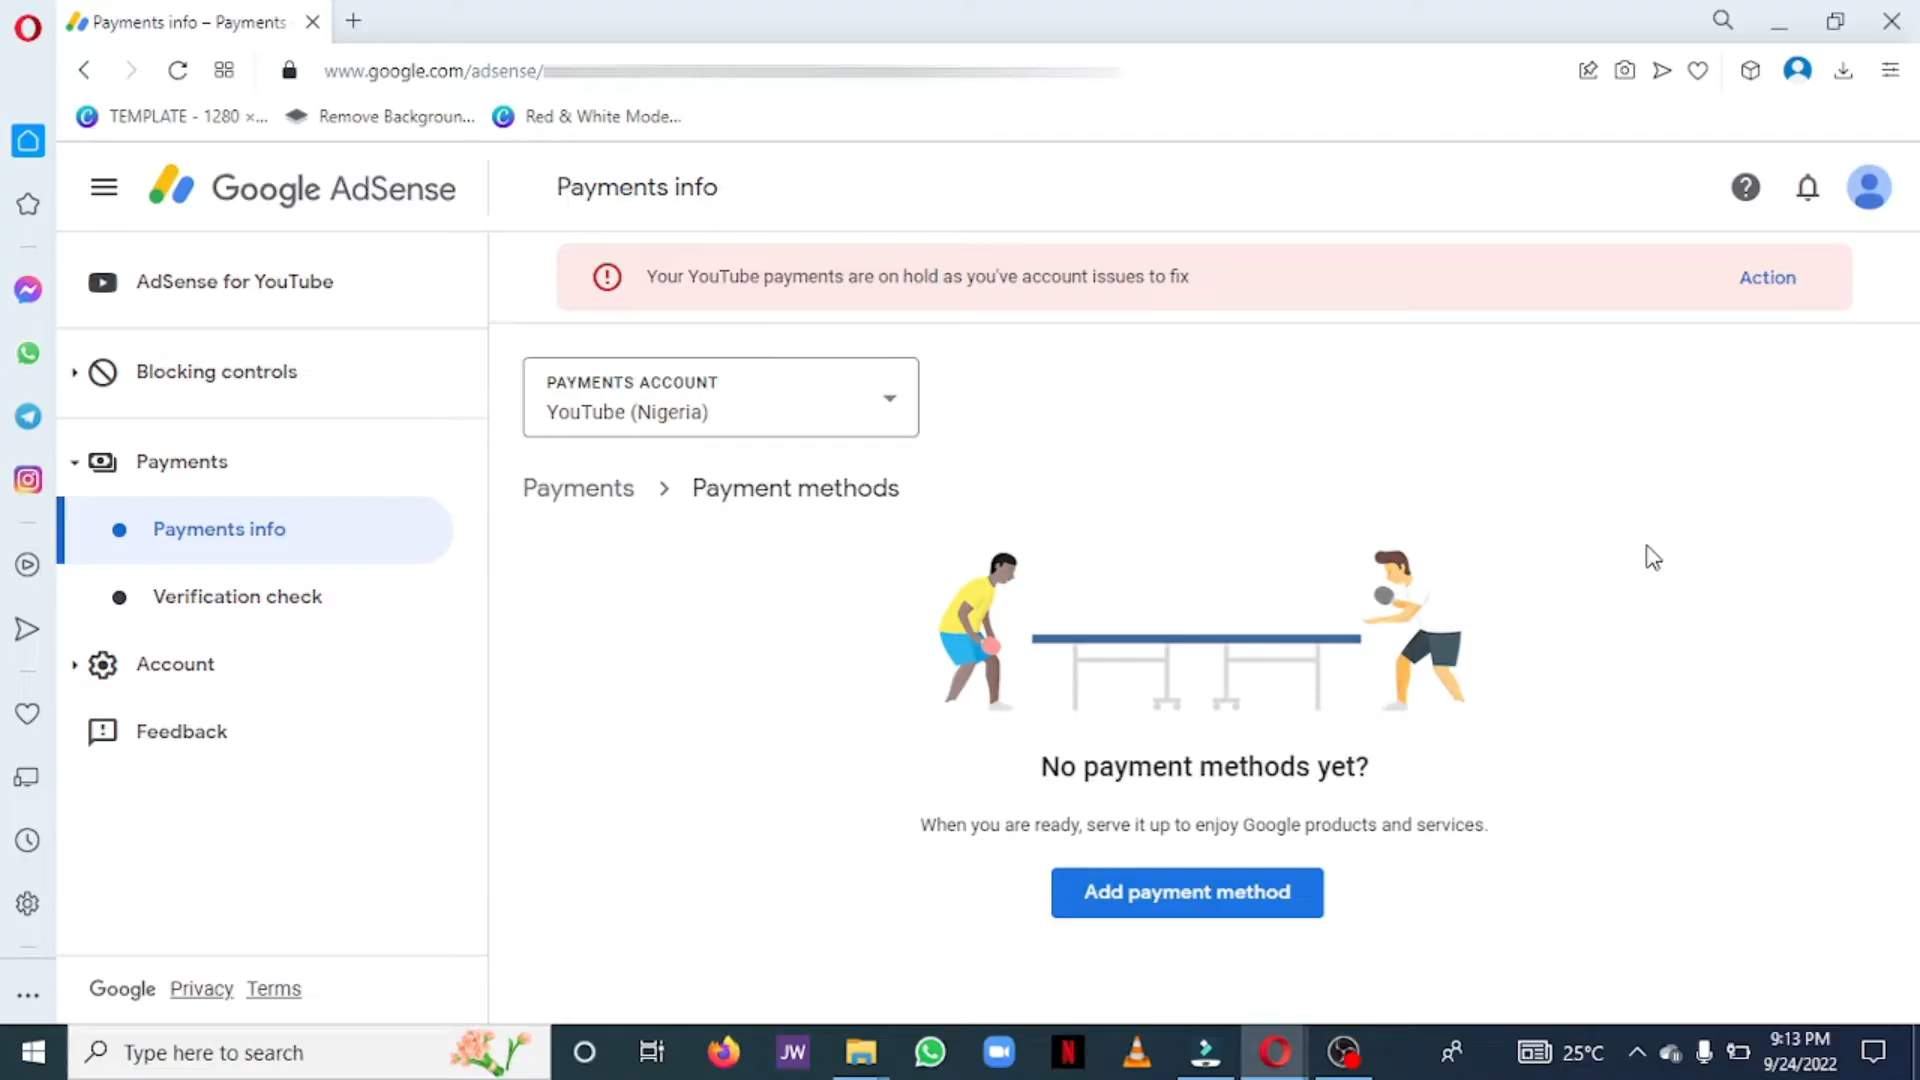 Payments info – Payments
www.google.com/adsense/
TEMPLATE - 1280 ×...
Remove Backgroun...
Red & White Mode...
Google AdSense
Payments info
AdSense for YouTube
Your YouTube payments are on hold as you've account issues to fix
Action
Blocking controls
PAYMENTS ACCOUNT
YouTube (Nigeria)
Payments
Payments > Payment methods
Payments info
Verification check
Account
Feedback
No payment methods yet?
When you are ready, serve it up to enjoy Google products and services.
Add payment method
Google Privacy Terms
Type here to search
JW
N
25°C
9:13 PM
9/24/2022